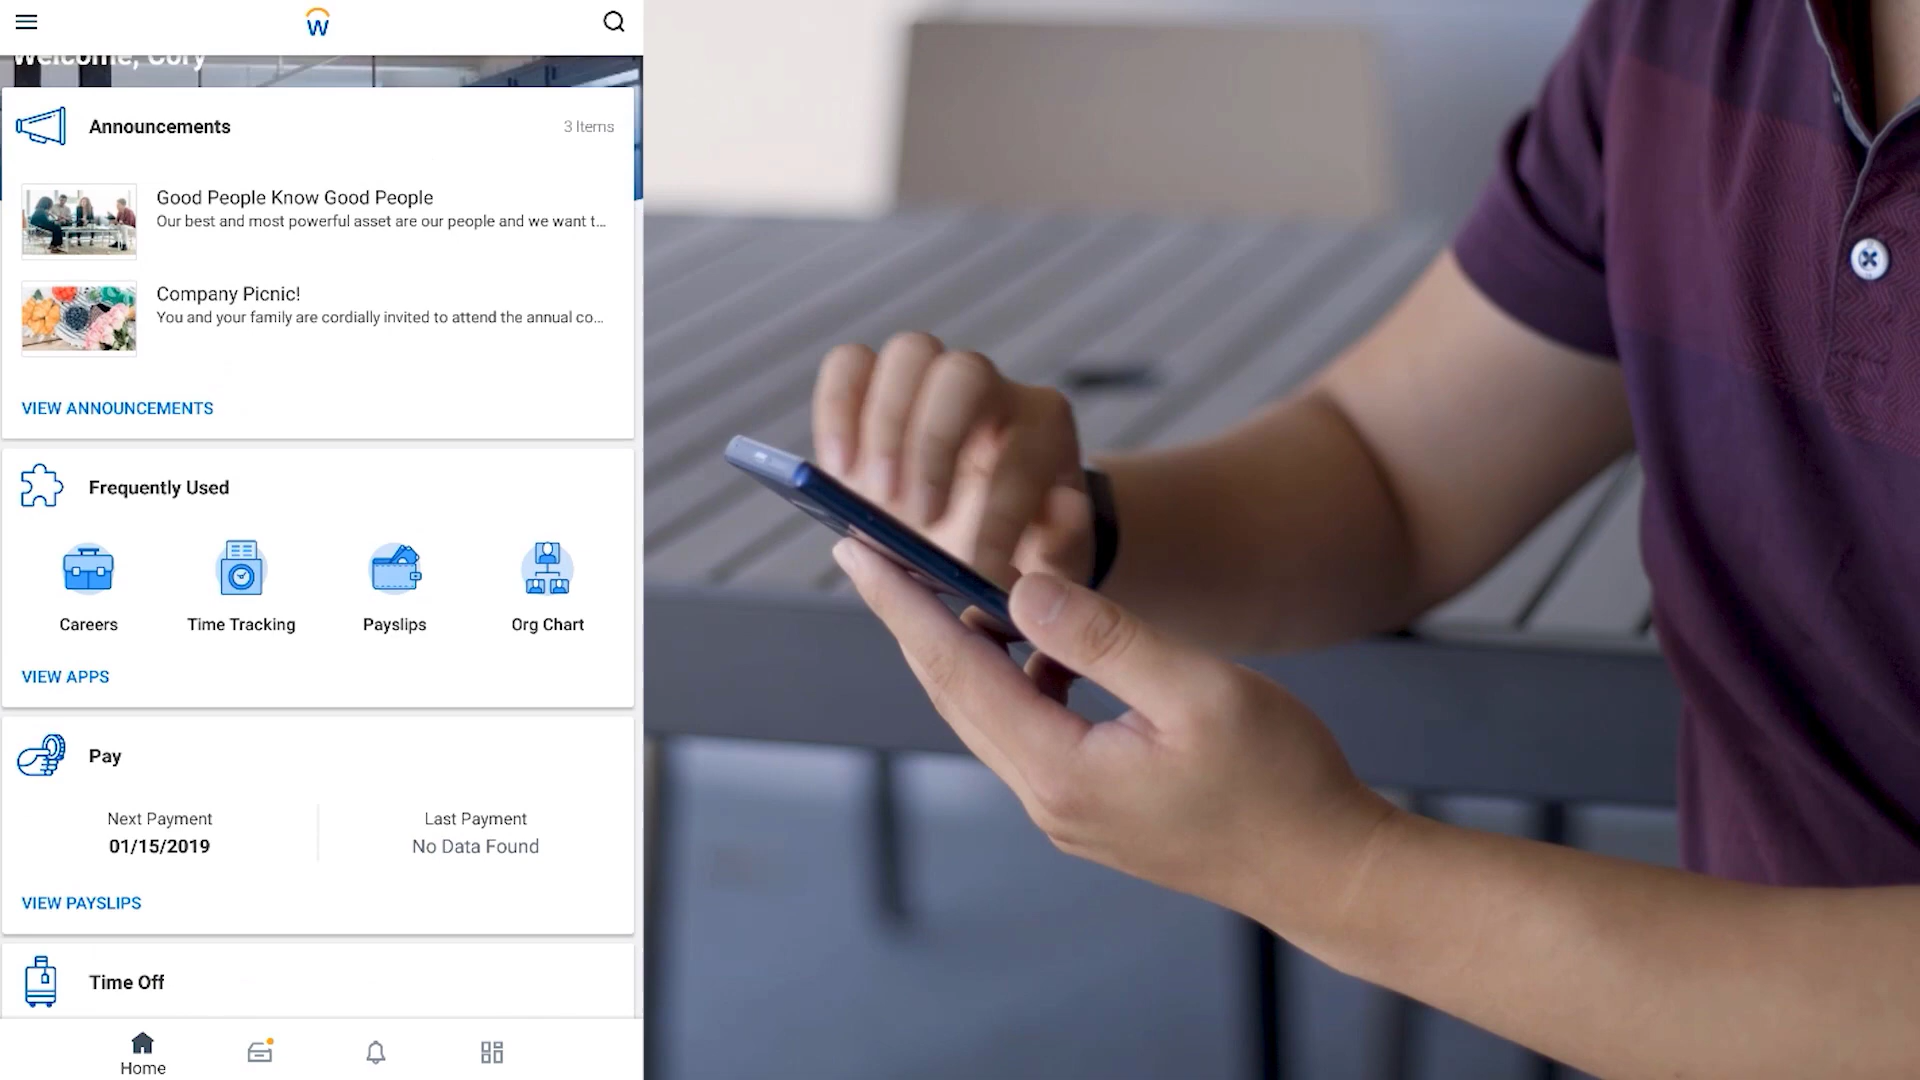 Welcome, Cory
Announcements
3 Items
Good People Know Good People
Our best and most powerful asset are our people and we want t...
Company Picnic!
You and your family are cordially invited to attend the annual co...
VIEW ANNOUNCEMENTS
Frequently Used
Careers
Time Tracking
Payslips
Org Chart
VIEW APPS
Pay
Next Payment
Last Payment
01/15/2019
No Data Found
VIEW PAYSLIPS
Time Off
Home